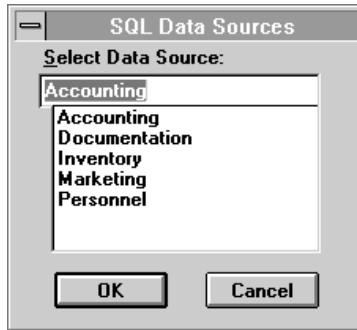 SQL Data Sources
Select Data Source:
Accounting
Accounting
Documentation
Inventory
Marketing
Personnel
OK Cancel